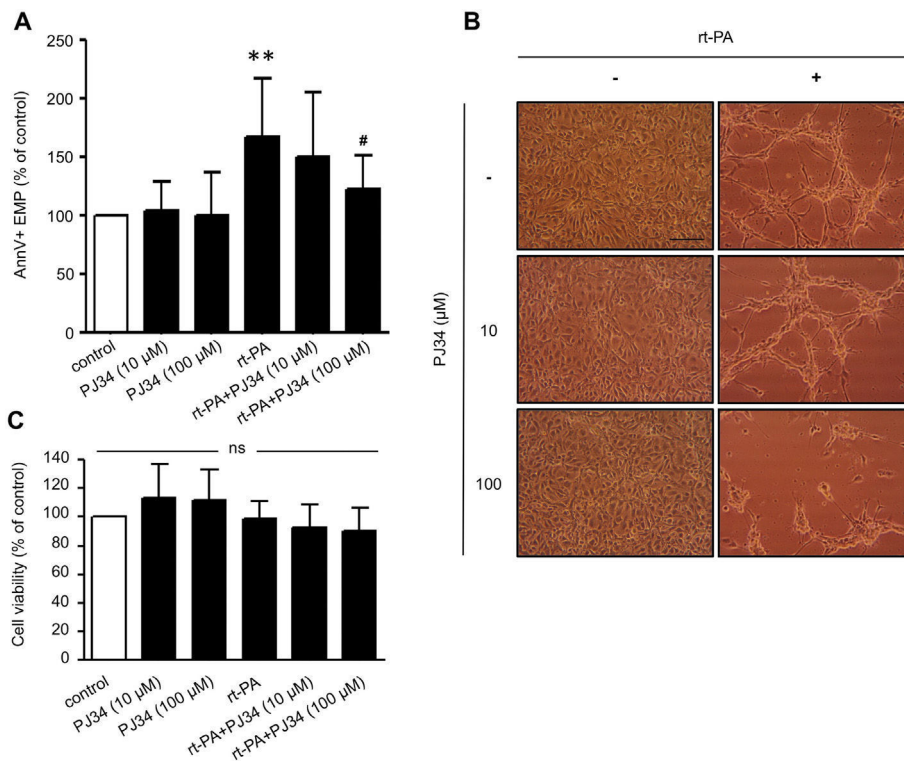 A
AnnV+ EMP (% of control)
250
200
150
100
50
0
**
#
control
PJ34 (10 µM)
PJ34 (100 µM)
rt-PA
rt-PA+PJ34 (10 µM)
rt-PA+PJ34 (100 µM)
B
rt-PA
- +
PJ34 (µM)
-
10
100
C
Cell viability (% of control)
140
120
100
80
60
40
20
0
ns
control
PJ34 (10 µM)
PJ34 (100 µM)
rt-PA
rt-PA+PJ34 (10 µM)
rt-PA+PJ34 (100 µM)